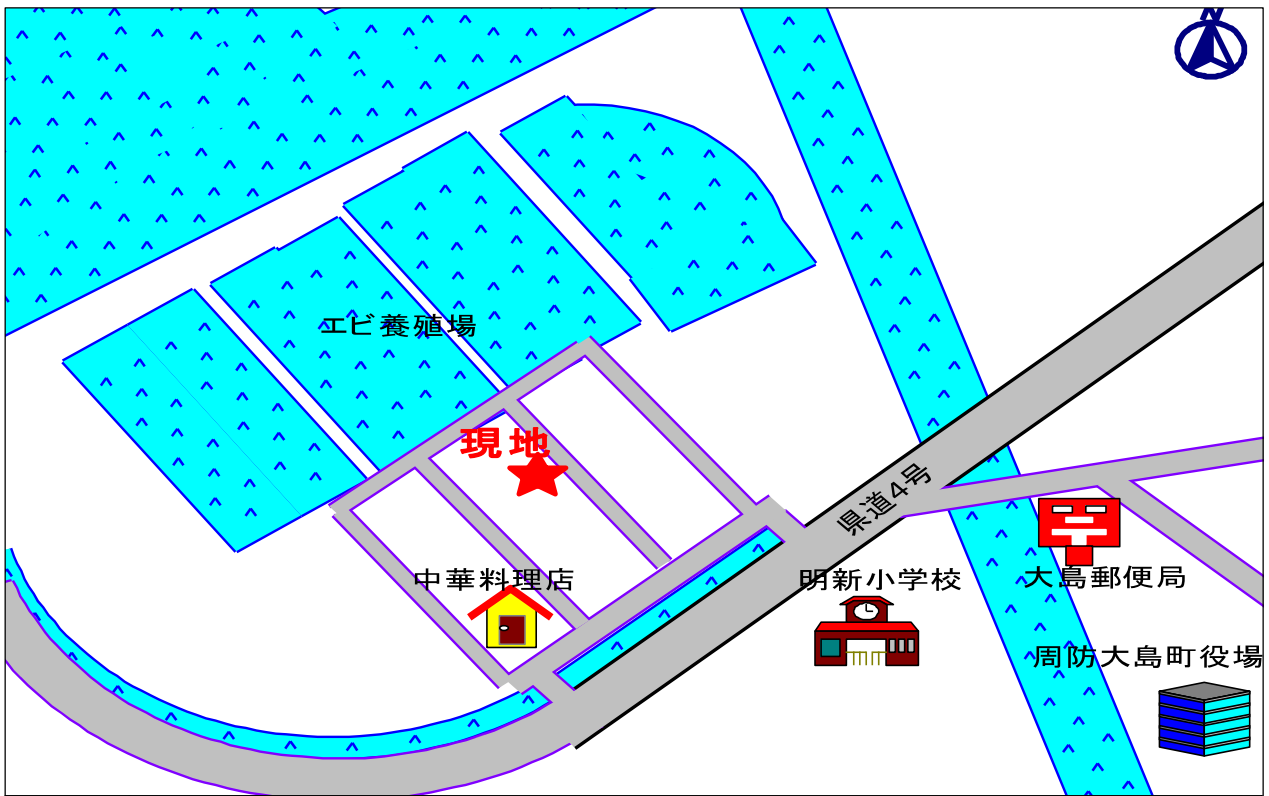 エビ養殖場
現地
県道4号
中華料理店
明新小学校
大島郵便局
周防大島町役場